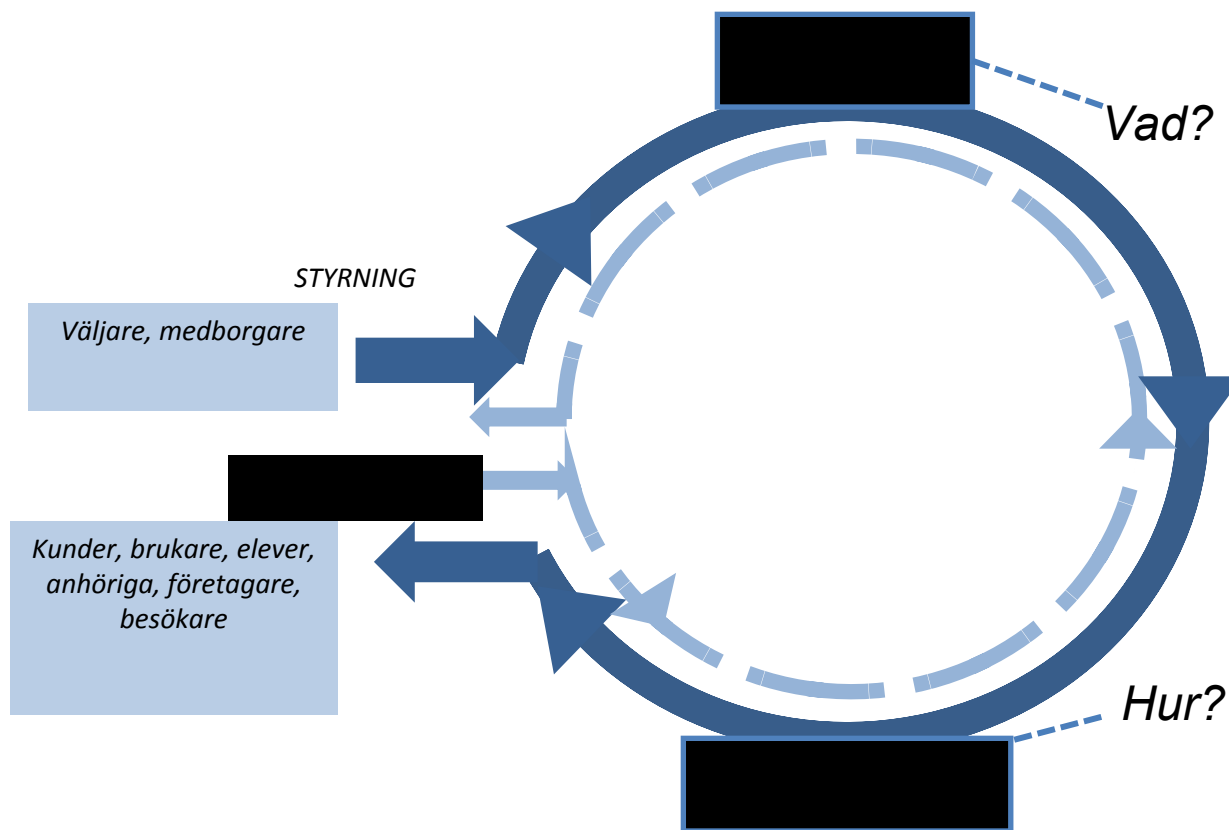 Vad?
STYRNING
Väljare, medborgare
Kunder, brukare, elever,
anhöriga, företagare,
besökare
Hur?